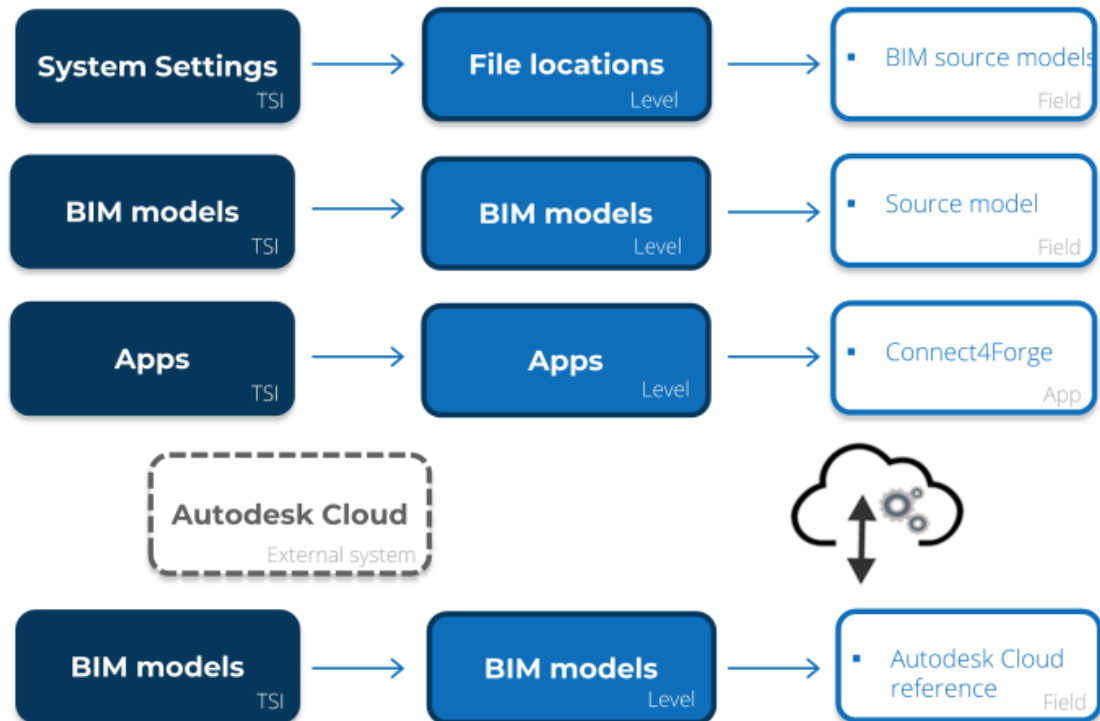 System Settings
TSI
File locations
Level
▪ BIM source models
Field
BIM models
TSI
BIM models
Level
▪ Source model
Field
Apps
TSI
Apps
Level
▪ Connect4Forge
App
Autodesk Cloud
External system
BIM models
TSI
BIM models
Level
▪ Autodesk Cloud
reference
Field